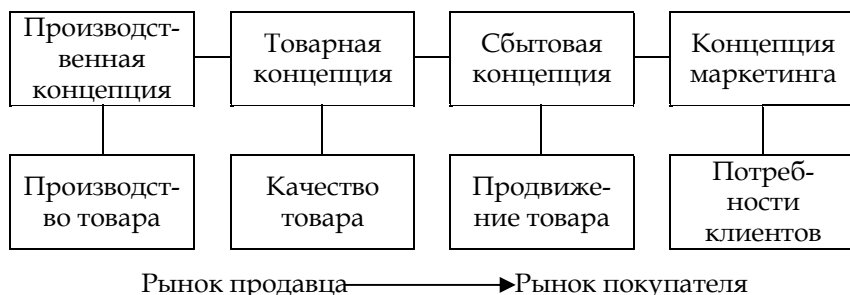 Производст-
венная
концепция
Товарная
концепция
Сбытовая
концепция
Концепция
маркетинга
Производст-
во товара
Качество
товара
Продвиже-
ние товара
Потреб-
ности
клиентов
Рынок продавца
Рынок покупателя